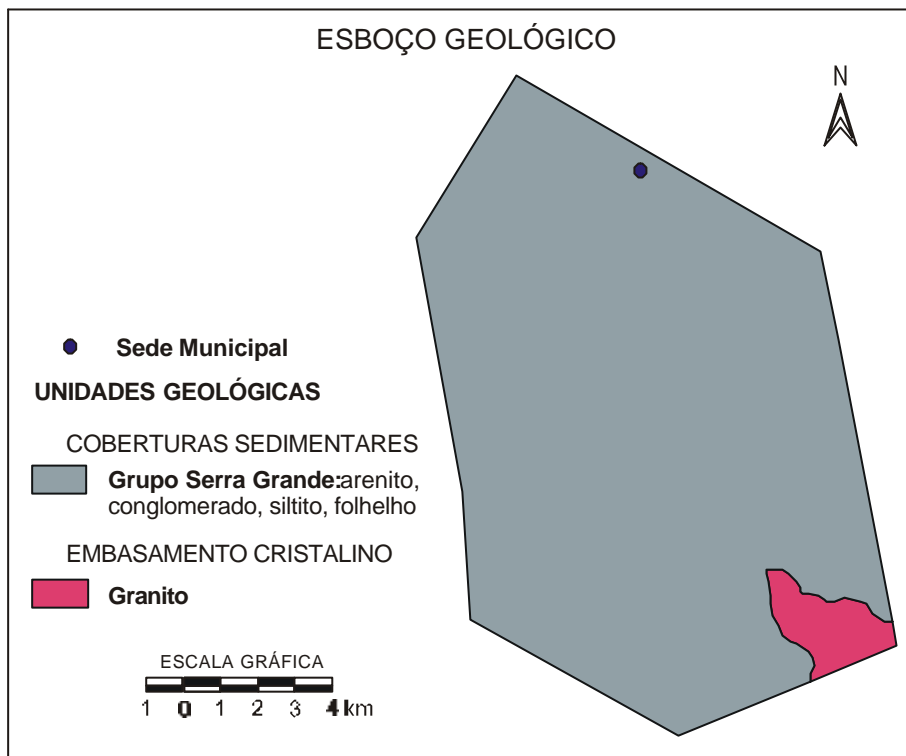 ESBOÇO GEOLÓGICO
N
Sede Municipal
UNIDADES GEOLÓGICAS
COBERTURAS SEDIMENTARES
Grupo Serra Grande:arenito,
conglomerado, siltito, folhelho
EMBASAMENTO CRISTALINO
Granito
ESCALA GRÁFICA
1 0 1 2 3 4 km